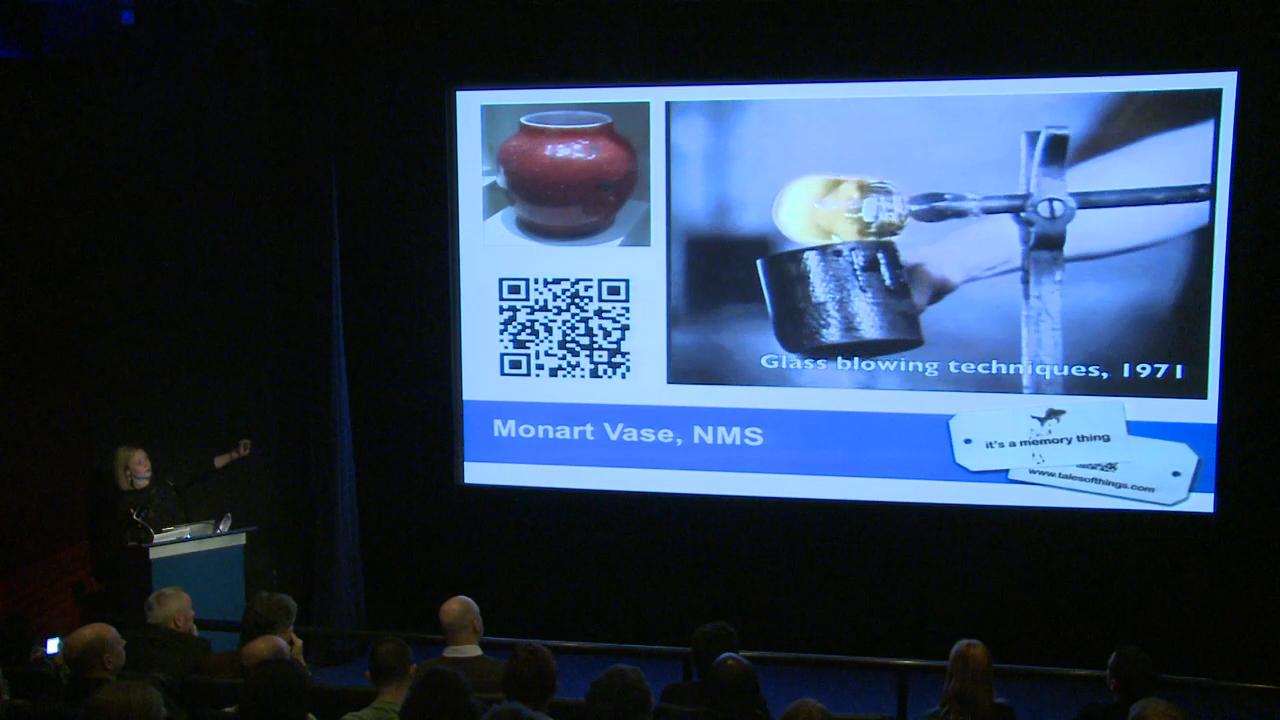 Glass blowing techniques, 1971
Monart Vase, NMS
it's a memory thing
www.talesofthings.com